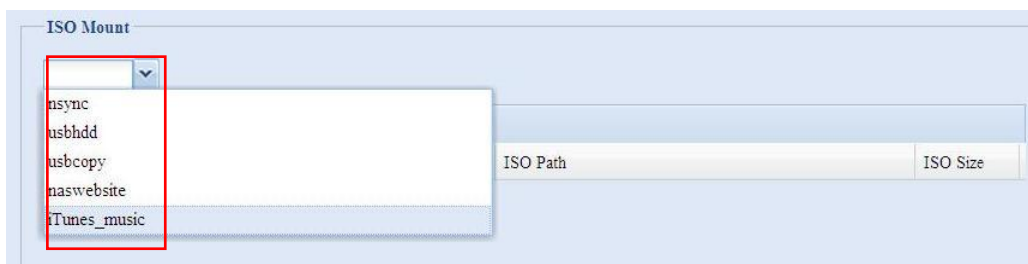 ISO Mount
nsync
usbhdd
usbcopy
naswebsite
iTunes_music
ISO Path ISO Size